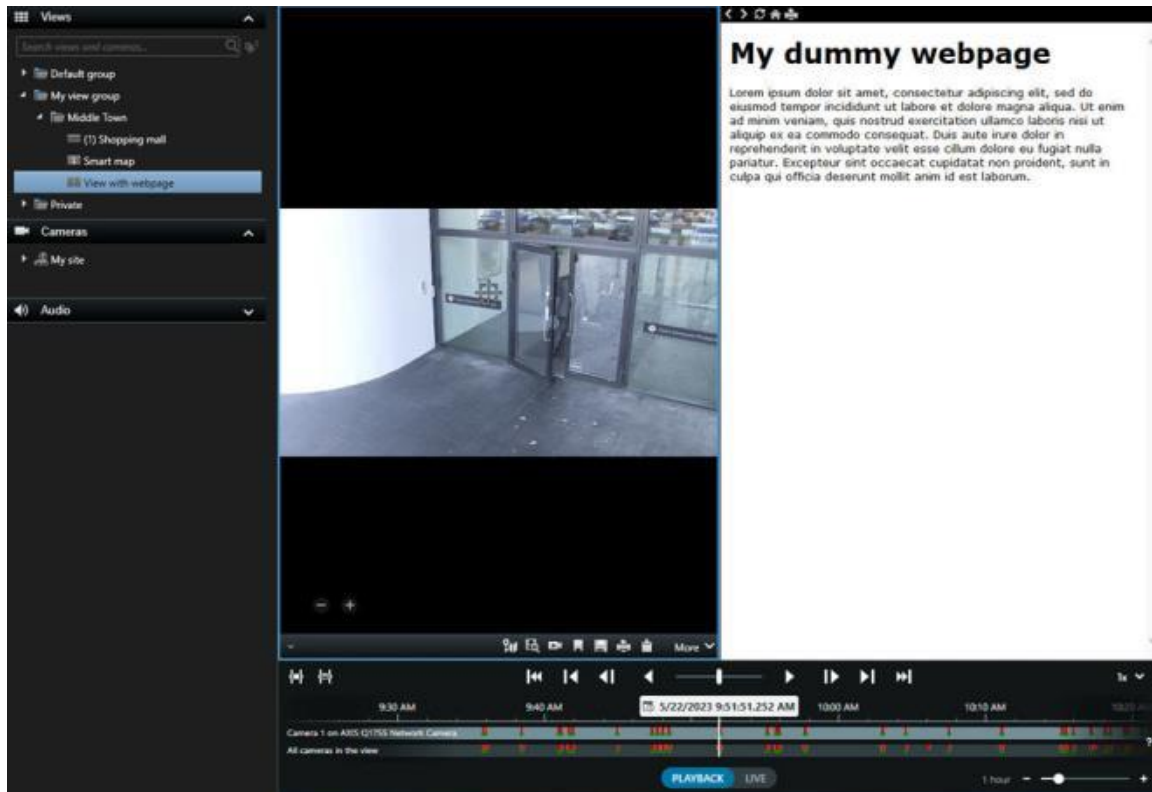 Views
Search views and cameras...
Default group
My view group
Middle Town
(1) Shopping mall
Smart map
View with webpage
Private
Cameras
My site
Audio
My dummy webpage
Lorem ipsum dolor sit amet, consectetur adipiscing elit, sed do
eiusmod tempor incididunt ut labore et dolore magna aliqua. Ut enim
ad minim veniam, quis nostrud exercitation ullamco laboris nisi ut
aliquip ex ea commodo consequat. Duis aute irure dolor in
reprehenderit in voluptate velit esse cillum dolore eu fugiat nulla
pariatur. Excepteur sint occaecat cupidatat non proident, sunt in
culpa qui officia deserunt mollit anim id est laborum.
More
1x
9:30 AM 9:40 AM 5/22/2023 9:51:51.252 AM 10:00 AM 10:10 AM
Camera 1 on AXIS Q1755 Network Camera
All cameras in the view
?
PLAYBACK LIVE
1 hour